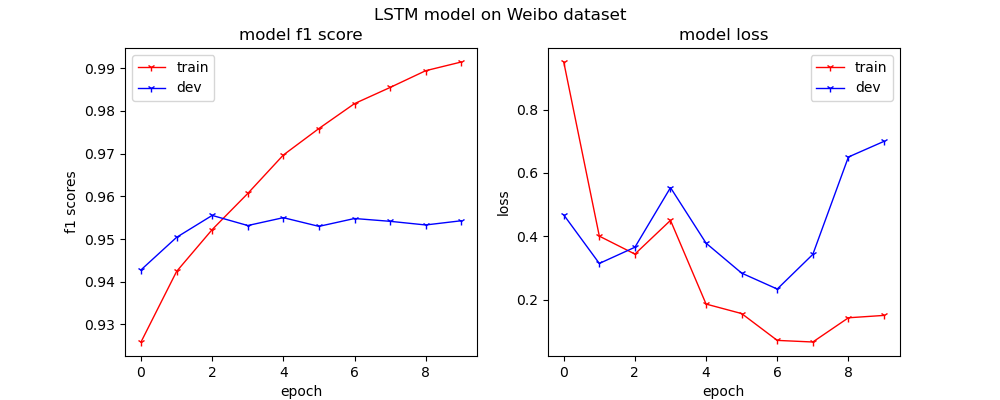 LSTM model on Weibo dataset
model f1 score
train
dev
0.99
0.98
0.97
0.96
0.95
0.94
0.93
f1 scores
0 2 4 6 8
epoch
model loss
train
dev
0.8
0.6
0.4
0.2
loss
0 2 4 6 8
epoch